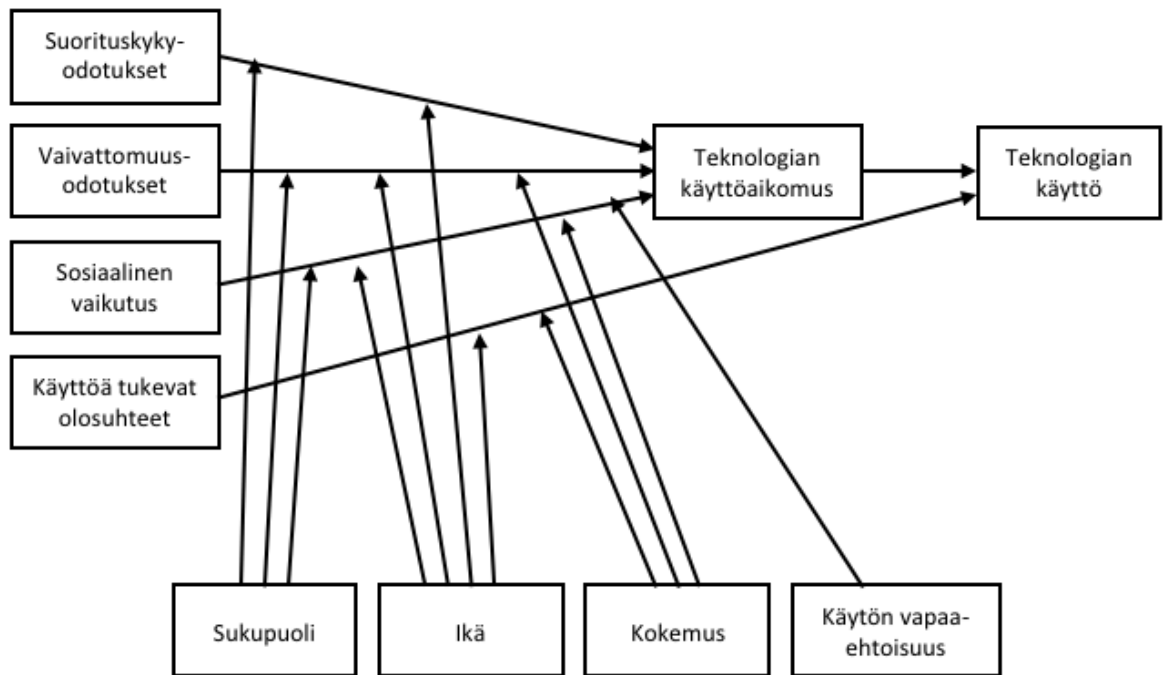 Suorituskyky-
odotukset
Vaivattomuus-
odotukset
Teknologian
käyttöaikomus
Teknologian
käyttö
Sosiaalinen
vaikutus
Käyttöä tukevat
olosuhteet
Sukupuoli
Ikä
Kokemus
Käytön vapaa-
ehtoisuus